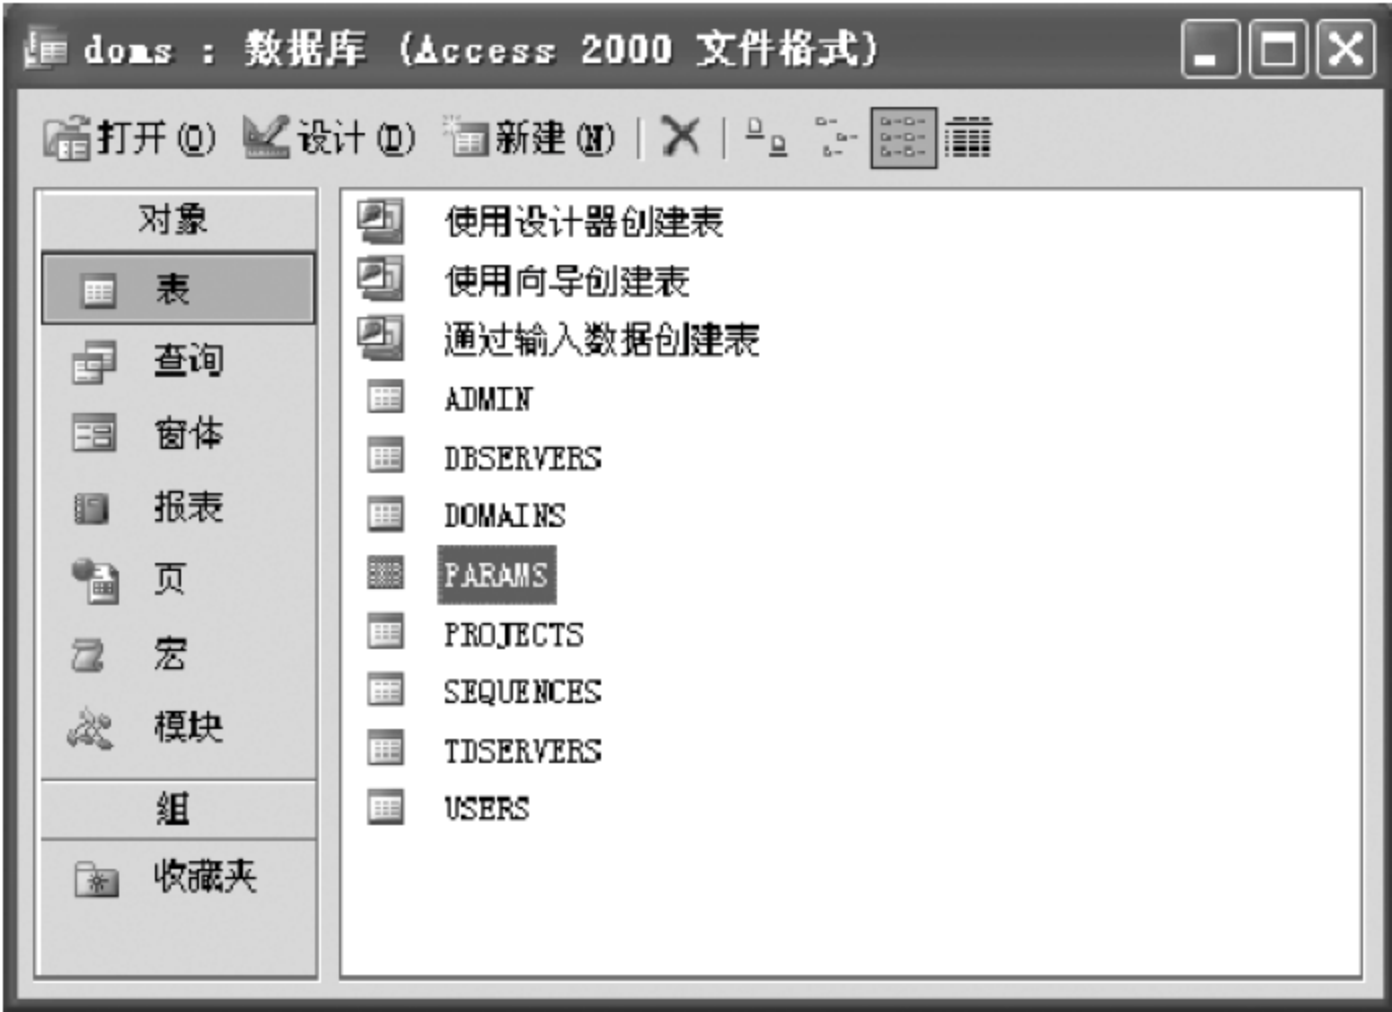 doms : 数据库 (Access 2000 文件格式)
打开(O) 设计(D) 新建(N)
对象
表
查询
窗体
报表
页
宏
模块
组
收藏夹
使用设计器创建表
使用向导创建表
通过输入数据创建表
ADMIN
DBSERVERS
DOMAINS
PARAMS
PROJECTS
SEQUENCES
TDSERVERS
USERS